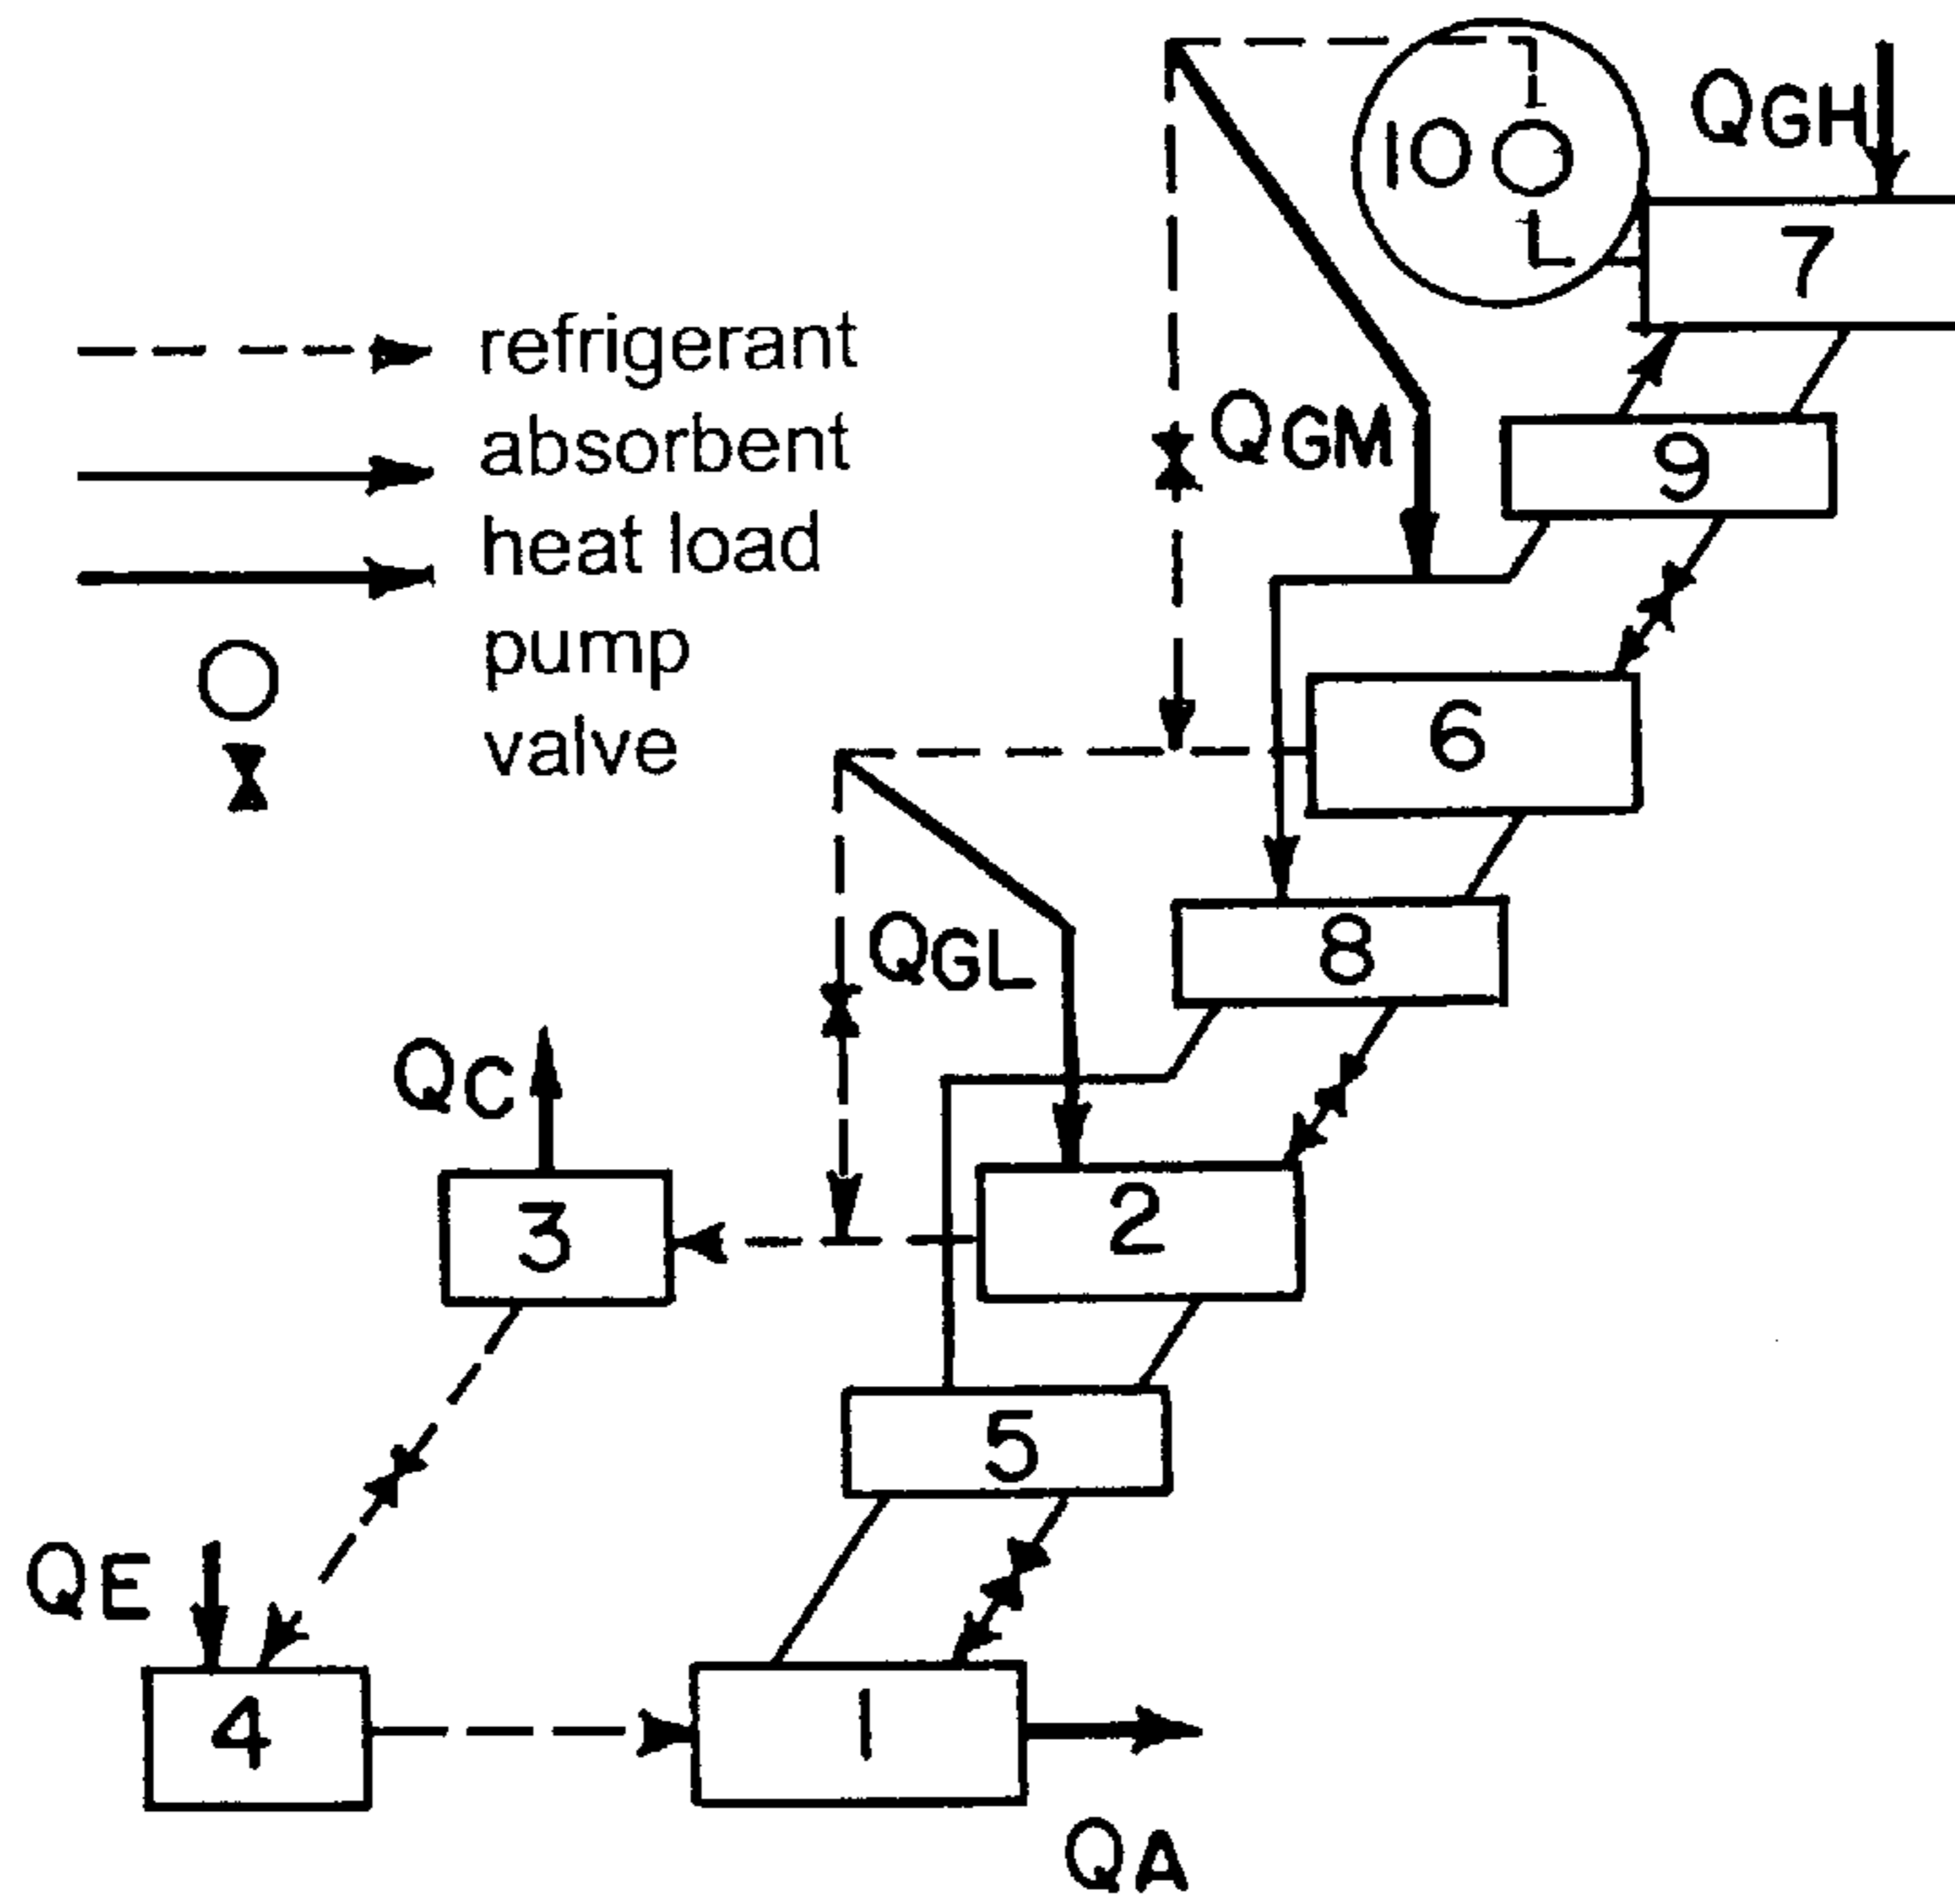 10
QGH
7
refrigerant
absorbent
QGM
9
heat load
pump
6
valve
8
QGL
QC
3
2
5
QE
4
1
QA